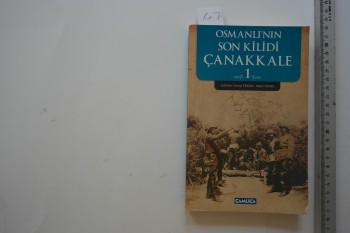 OSMANLI'NIN
SON KİLİDİ
ÇANAKKALE
1
ÇAMLICA